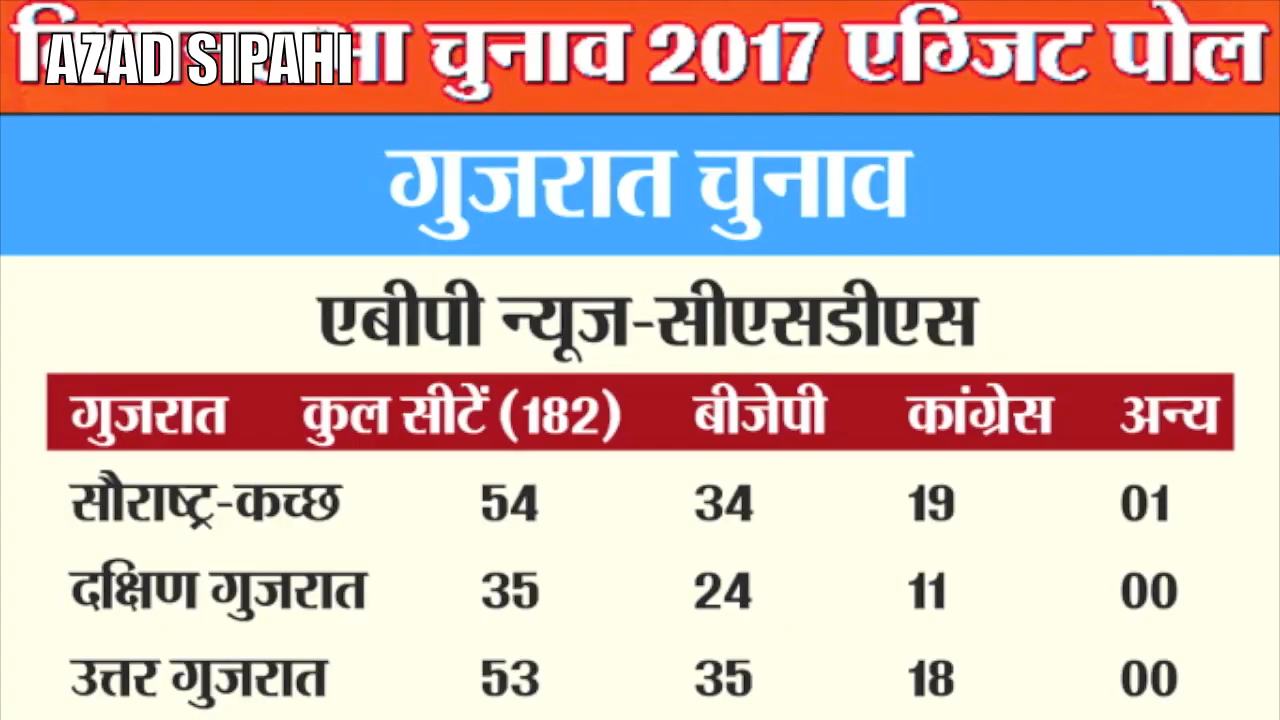 AZAD SIPAHI
चुनाव 2017 एग्जिट पोल
गुजरात चुनाव
एबीपी न्यूज-सीएसडीएस
गुजरात कुल सीटें (182) बीजेपी कांग्रेस अन्य
सौराष्ट्र-कच्छ 54 34 19 01
दक्षिण गुजरात 35 24 11 00
उत्तर गुजरात 53 35 18 00